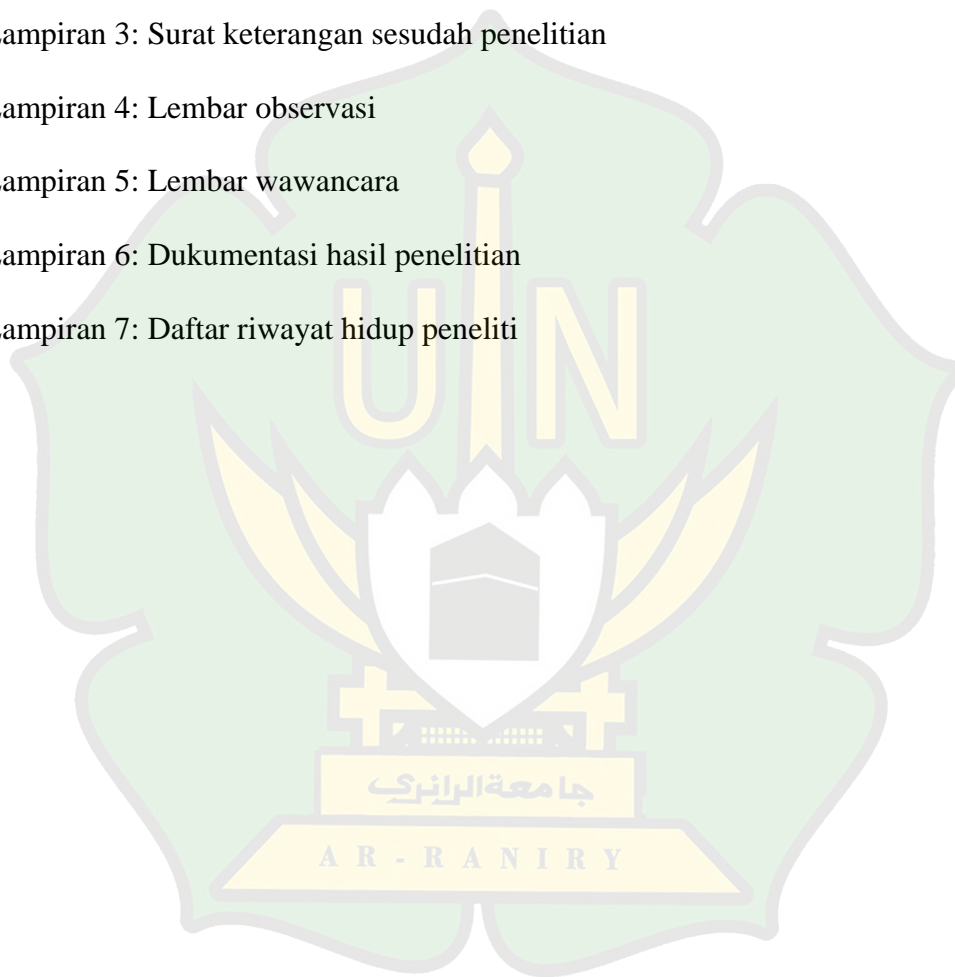 ampiran 3: Surat keterangan sesudah penelitian
ampiran 4: Lembar observasi
ampiran 5: Lembar wawancara
ampiran 6: Dukumentasi hasil penelitian
ampiran 7: Daftar riwayat hidup peneliti
UIN
جامعة الرانري
AR-RANIRY